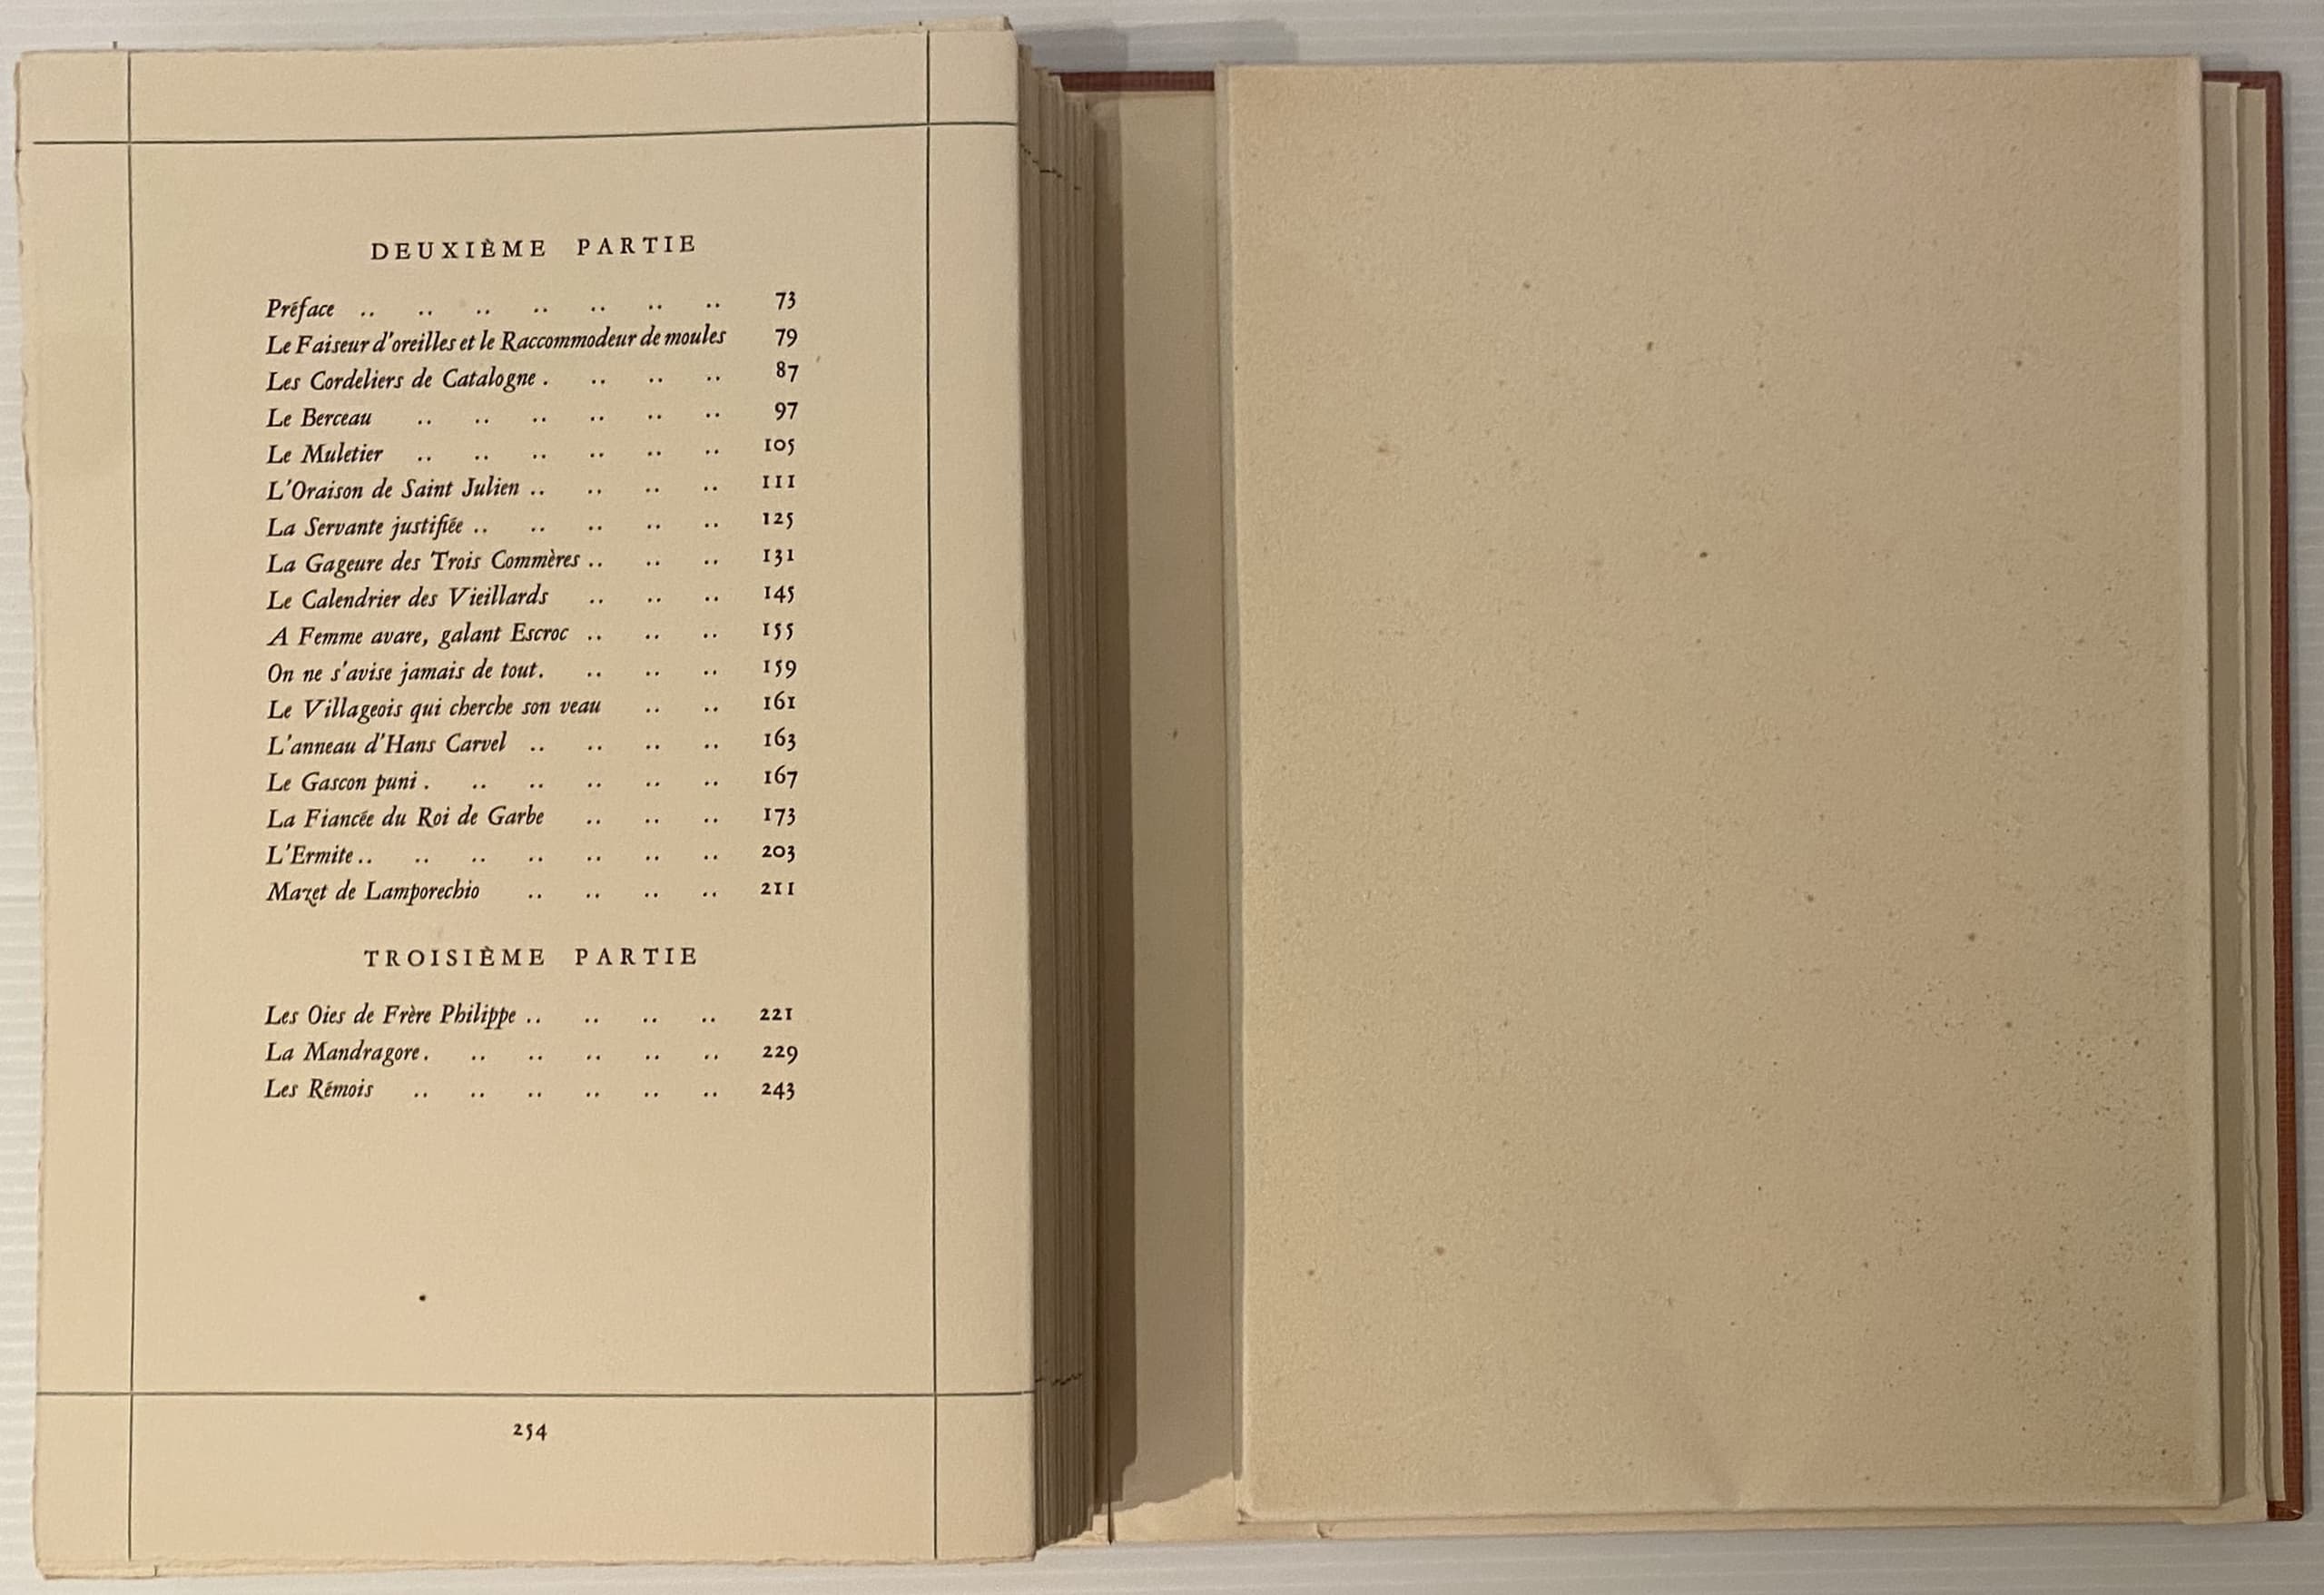 DEUXIÈME PARTIE
Préface .. .. .. .. .. .. .. 73
Le Faiseur d'oreilles et le Raccommodeur de moules 79
Les Cordeliers de Catalogne . .. .. .. 87
Le Berceau .. .. .. .. .. .. 97
Le Muletier .. .. .. .. .. .. 105
L'Oraison de Saint Julien .. .. .. .. 111
La Servante justifiée .. .. .. .. .. 125
La Gageure des Trois Commères .. .. .. 131
Le Calendrier des Vieillards .. .. .. 145
A Femme avare, galant Escroc .. .. .. 155
On ne s'avise jamais de tout. .. .. .. 159
Le Villageois qui cherche son veau .. .. 161
L'anneau d'Hans Carvel .. .. .. .. 163
Le Gascon puni . .. .. .. .. .. 167
La Fiancée du Roi de Garbe .. .. .. 173
L'Ermite .. .. .. .. .. .. .. 203
Mazet de Lamporechio .. .. .. .. 211
TROISIÈME PARTIE
Les Oies de Frère Philippe .. .. .. .. 221
La Mandragore . .. .. .. .. .. 229
Les Rémois .. .. .. .. .. .. 243
254